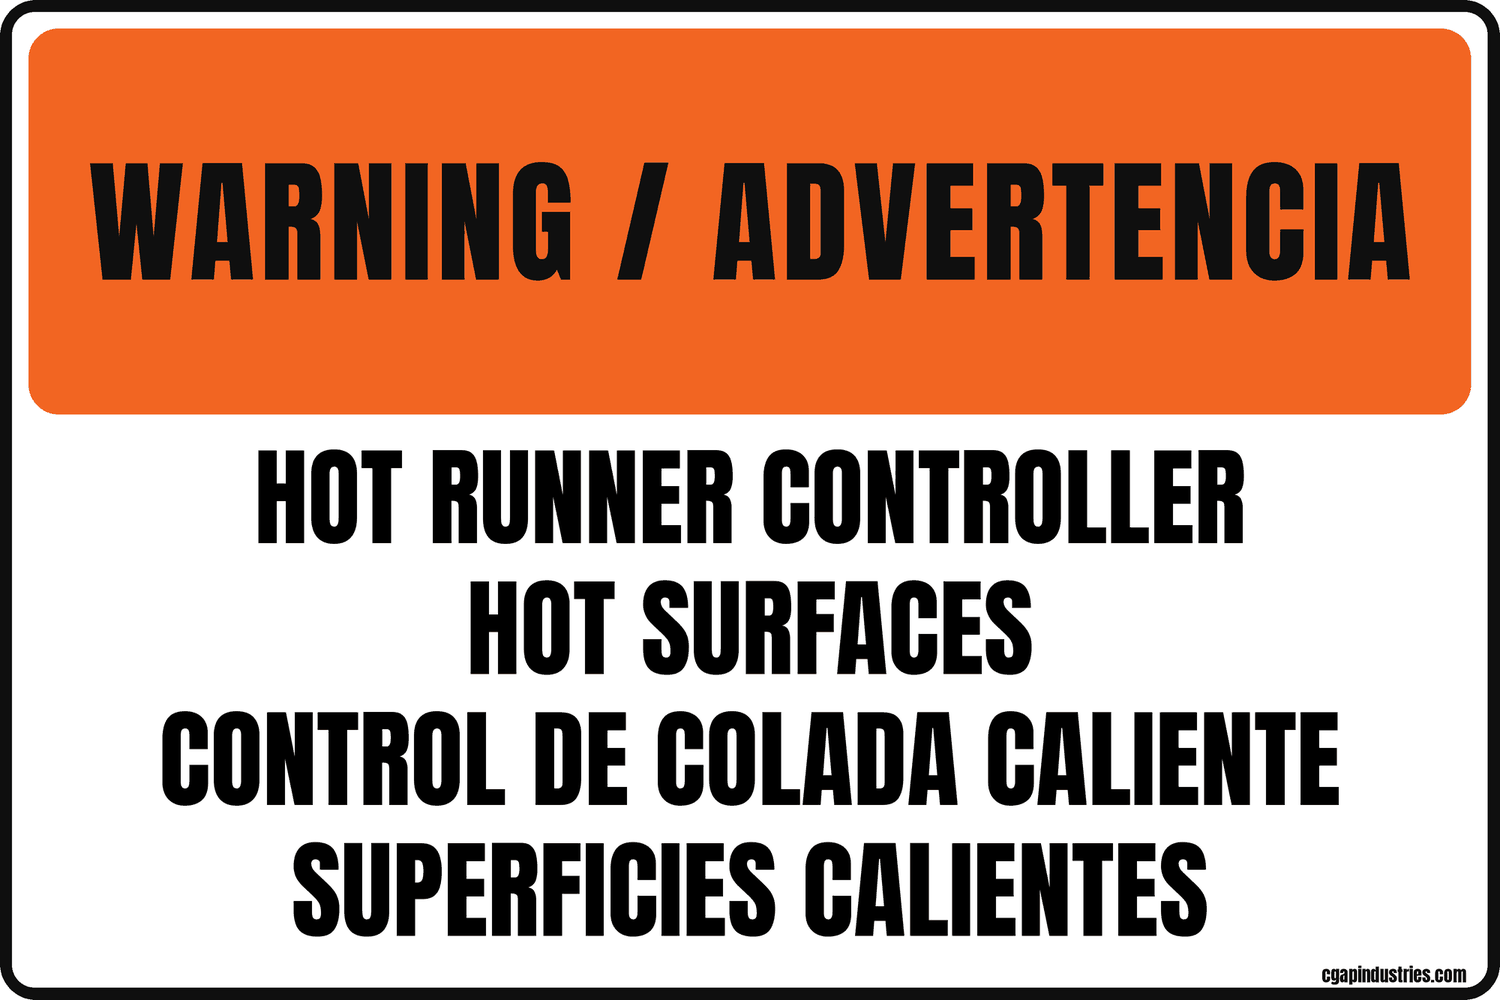 WARNING / ADVERTENCIA
HOT RUNNER CONTROLLER
HOT SURFACES
CONTROL DE COLADA CALIENTE
SUPERFICIES CALIENTES
cgapindustries.com